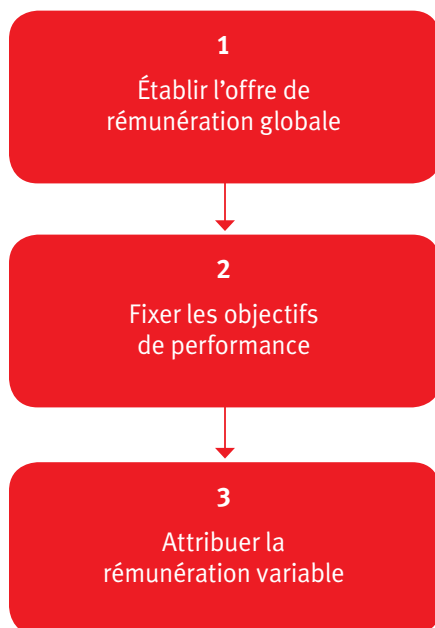 1
Établir l’offre de
rémunération globale
2
Fixer les objectifs
de performance
3
Attribuer la
rémunération variable